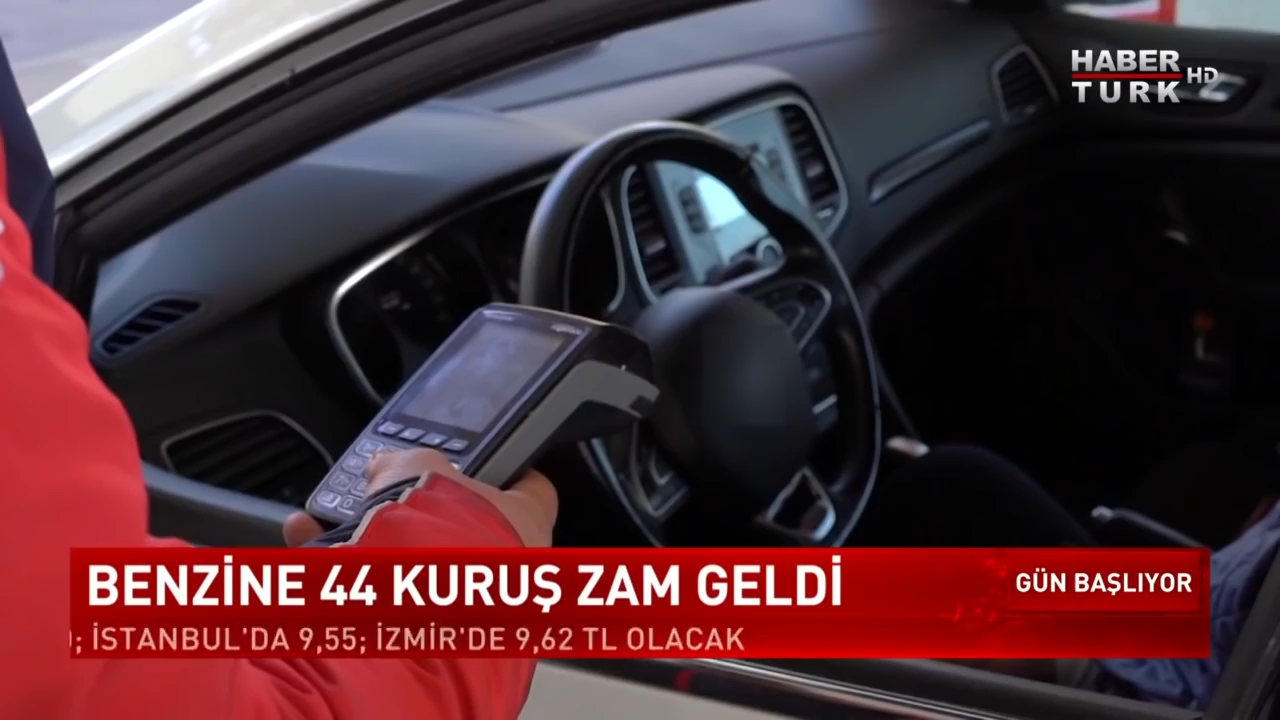 HABER
TURK HD
BENZİNE 44 KURUŞ ZAM GELDİ
GÜN BAŞLIYOR
; İSTANBUL'DA 9,55; İZMİR'DE 9,62 TL OLACAK